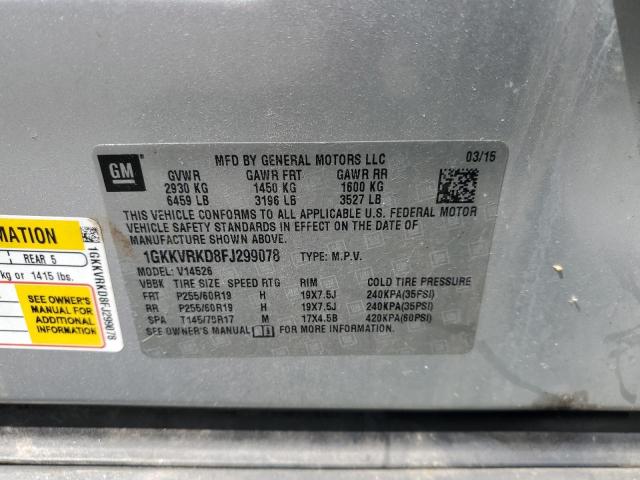 GM
MFD BY GENERAL MOTORS LLC 03/15
GVWR GAWR FRT GAWR RR
2930 KG 1450 KG 1600 KG
6459 LB 3196 LB 3527 LB
THIS VEHICLE CONFORMS TO ALL APPLICABLE U.S. FEDERAL MOTOR
VEHICLE SAFETY STANDARDS IN EFFECT ON THE DATE OF
MANUFACTURE SHOWN ABOVE.
1GKKVRKD8FJ299078 TYPE: M.P.V.
MODEL: V14526
VBBK TIRE SIZE SPEED RTG RIM COLD TIRE PRESSURE
FRT P255/60R19 H 19X7.5J 240KPA(35PSI)
RR P255/60R19 H 19X7.5J 240KPA(35PSI)
SPA T145/75R17 M 17X4.5B 420KPA(60PSI)
SEE OWNER'S MANUAL FOR MORE INFORMATION.
MATION
REAR 5
kg or 1415 lbs.
SEE OWNER'S
MANUAL FOR
ADDITIONAL
INFORMATION
1GKKVRKD8FJ299078